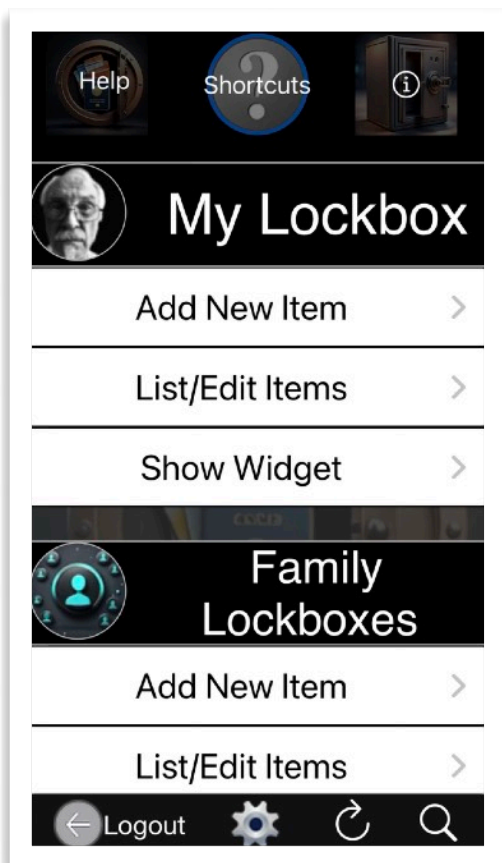 Help
Shortcuts
My Lockbox
Add New Item
List/Edit Items
Show Widget
Family
Lockboxes
Add New Item
List/Edit Items
Logout